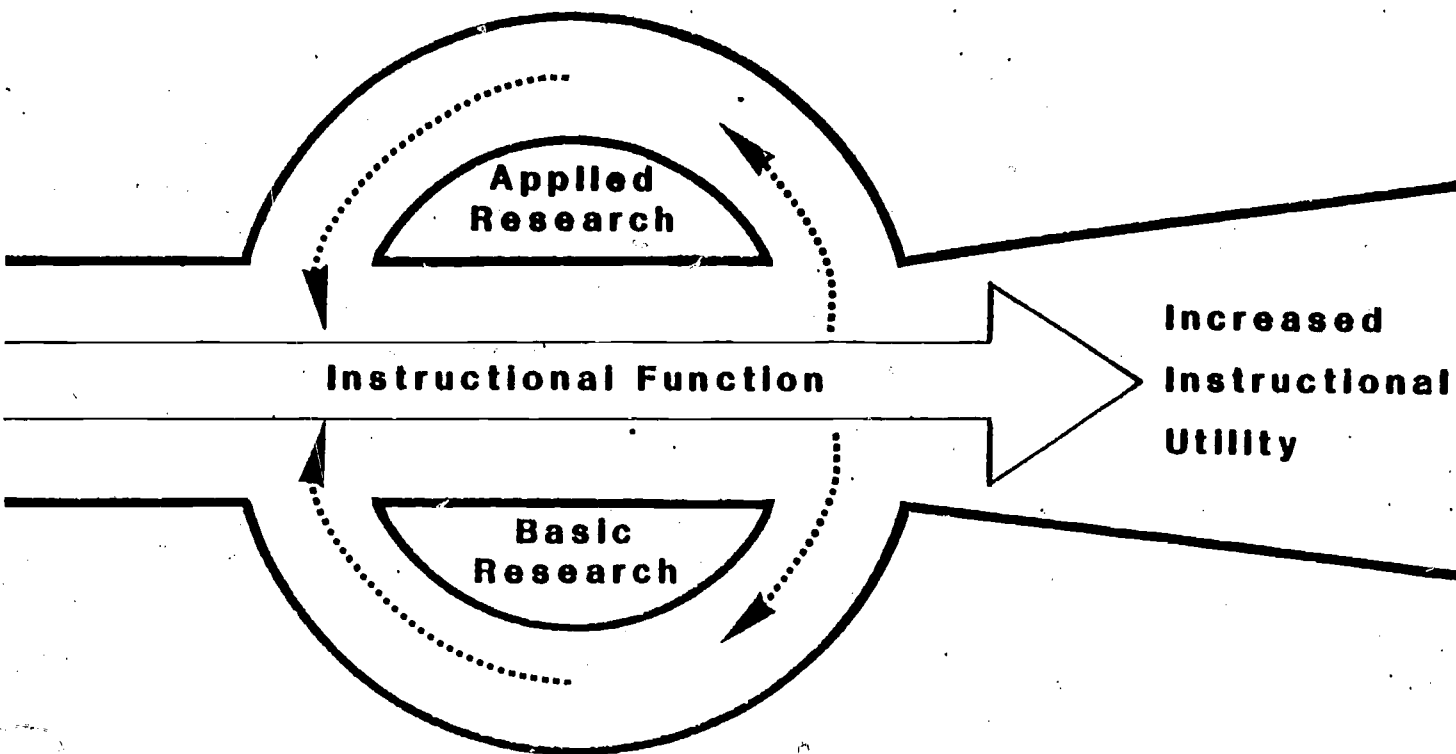 Applied
Research
Instructional Function
Increased
Instructional
Utility
Basic
Research